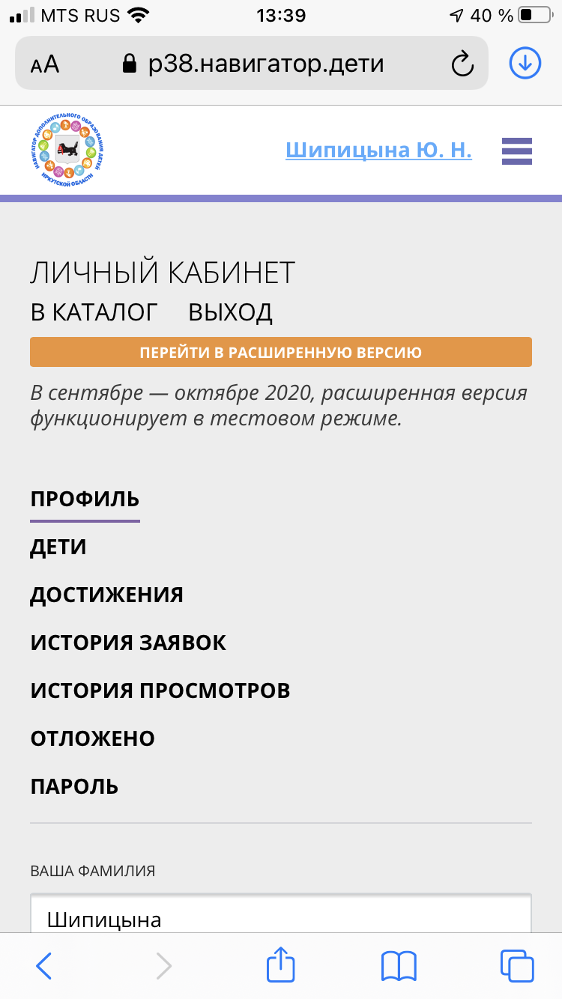 MTS RUS 13:39 40 %
AA р38.навигатор.дети
НАВИГАТОР ДОПОЛНИТЕЛЬНОГО ОБРАЗОВАНИЯ ДЕТЕЙ
ИРКУТСКОЙ ОБЛАСТИ
Шипицына Ю. Н.
ЛИЧНЫЙ КАБИНЕТ
В КАТАЛОГ ВЫХОД
ПЕРЕЙТИ В РАСШИРЕННУЮ ВЕРСИЮ
В сентябре — октябре 2020, расширенная версия
функционирует в тестовом режиме.
ПРОФИЛЬ
ДЕТИ
ДОСТИЖЕНИЯ
ИСТОРИЯ ЗАЯВОК
ИСТОРИЯ ПРОСМОТРОВ
ОТЛОЖЕНО
ПАРОЛЬ
ВАША ФАМИЛИЯ
Шипицына